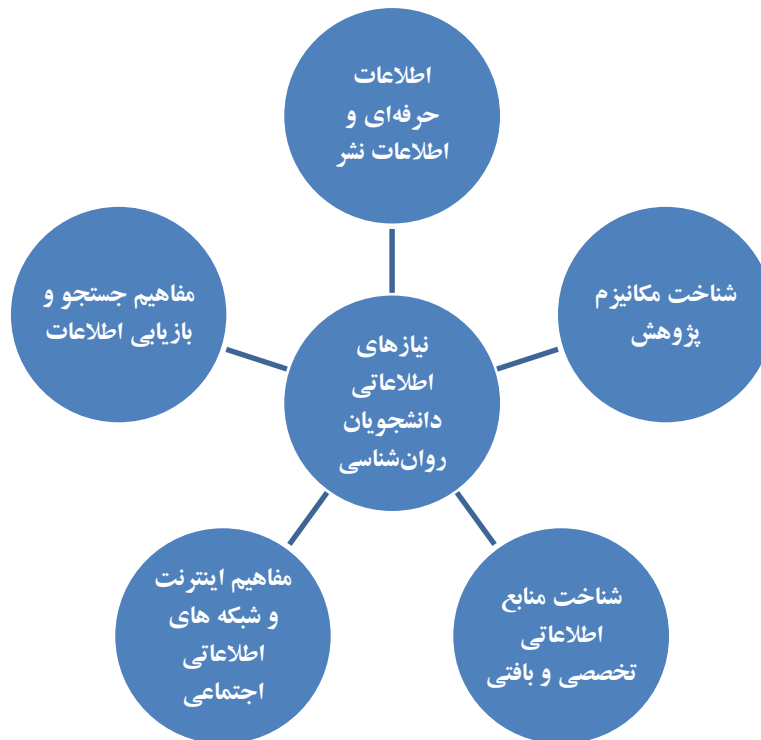 اطلاعات
حرفه‌ای و
اطلاعات نشر
شناخت مکانیزم
پژوهش
مفاهیم جستجو و
بازیابی اطلاعات
نیازهای
اطلاعاتی
دانشجویان
روان‌شناسی
شناخت منابع
اطلاعاتی
تخصصی و بافتی
مفاهیم اینترنت
و شبکه های
اطلاعاتی
اجتماعی